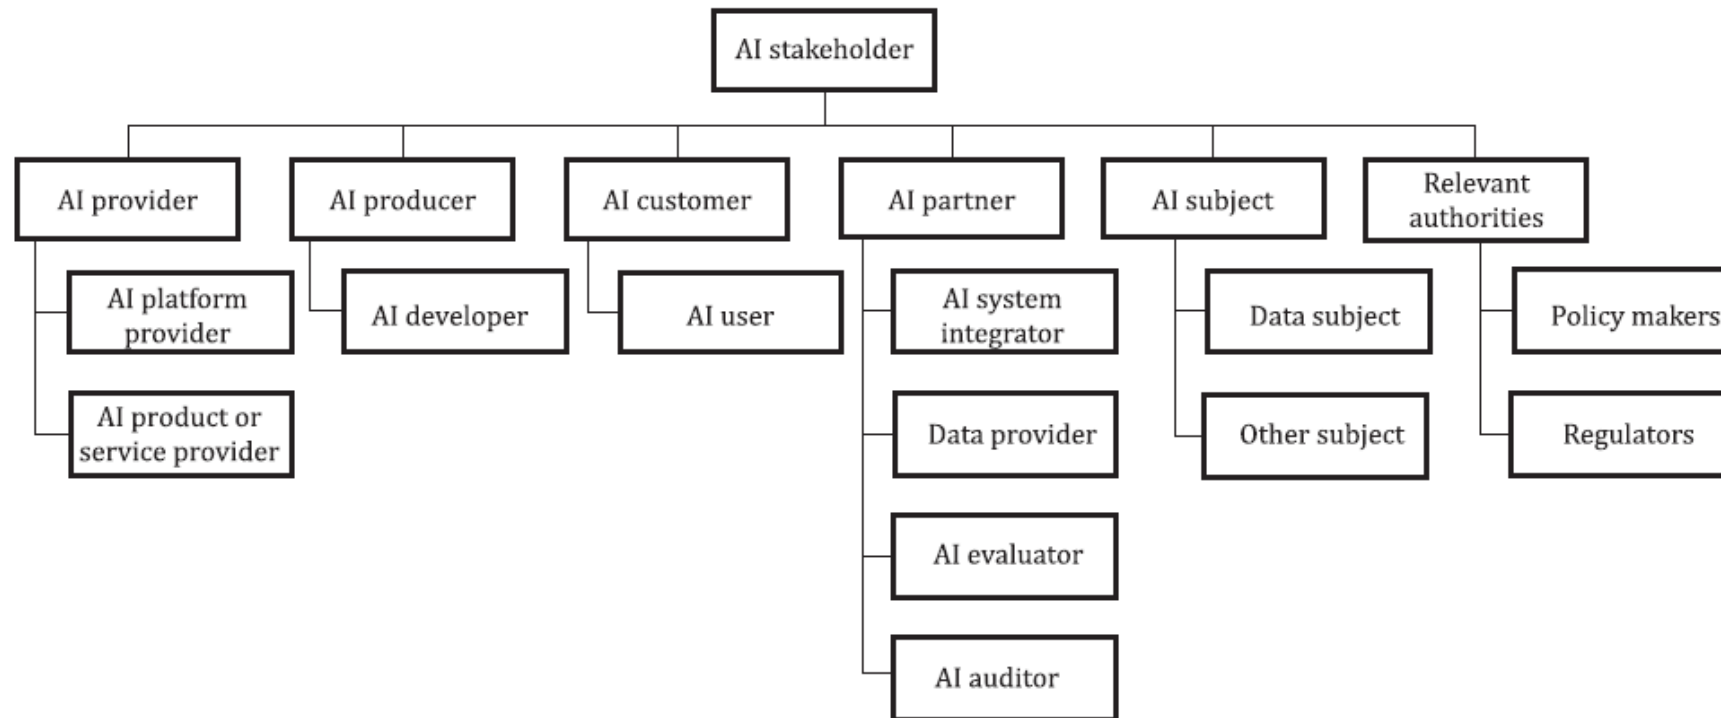 AI stakeholder
AI provider
AI producer
AI customer
AI partner
AI subject
Relevant
authorities
AI platform
provider
AI developer
AI user
AI system
integrator
Data subject
Policy makers
AI product or
service provider
Data provider
Other subject
Regulators
AI evaluator
AI auditor